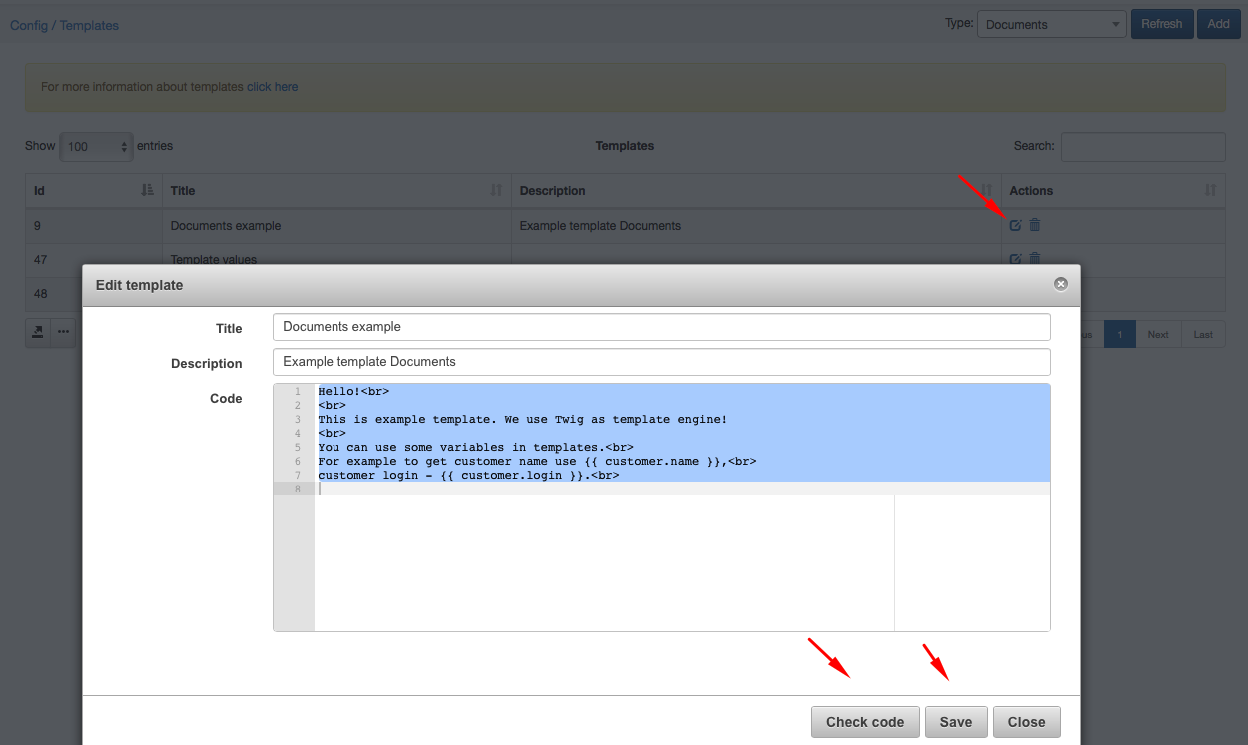 Config / Templates
Type: Documents Refresh Add
For more information about templates click here
Show 100 entries Templates Search:
Id Title Description Actions
9 Documents example Example template Documents
47 Template values
48
Edit template
Title Documents example
Description Example template Documents
Code
1 Hello!<br>
2 <br>
3 This is example template. We use Twig as template engine!
4 <br>
5 You can use some variables in templates.<br>
6 For example to get customer name use {{ customer.name }},<br>
7 customer login - {{ customer.login }}.<br>
8
1 Next Last
Check code Save Close